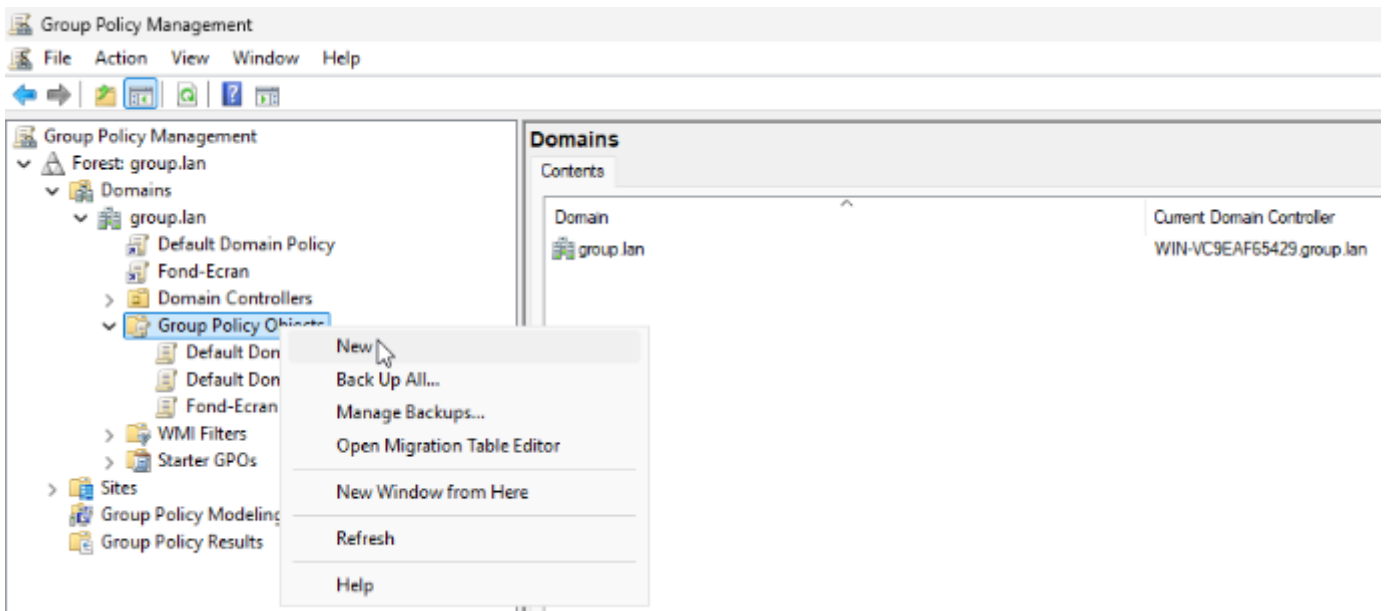 Group Policy Management
File Action View Window Help
Group Policy Management
Forest: group.lan
Domains
group.lan
Default Domain Policy
Fond-Ecran
Domain Controllers
Group Policy Objects
Default Don
Default Don
Fond-Ecran
WMI Filters
Starter GPOs
Sites
Group Policy Modeling
Group Policy Results
New
Back Up All...
Manage Backups...
Open Migration Table Editor
New Window from Here
Refresh
Help
Domains
Contents
Domain Current Domain Controller
group.lan WIN-VC9EAF65429.group.lan